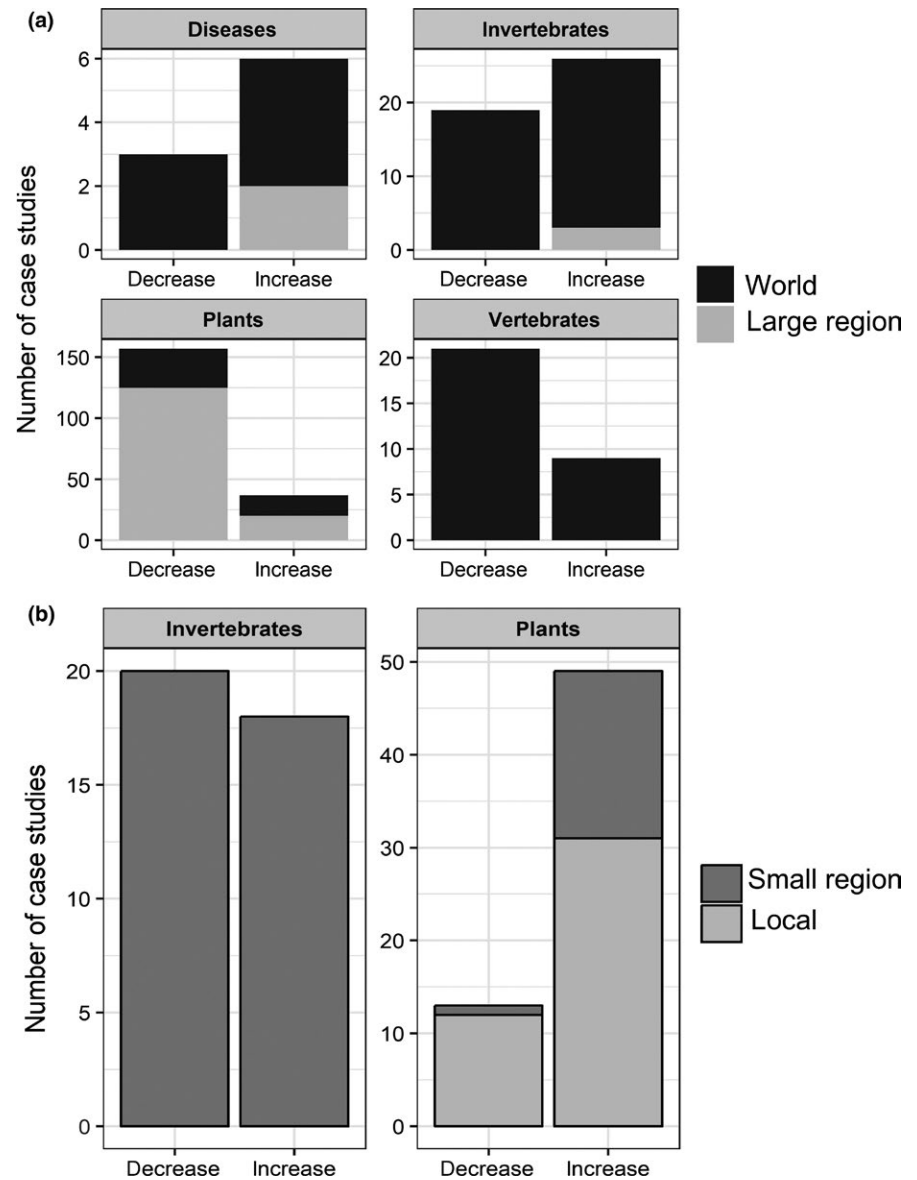 (a)
Diseases
Invertebrates
Number of case studies
6
4
2
0
Decrease
Increase
20
10
0
Decrease
Increase
World
Large region
Plants
Vertebrates
150
100
50
0
Decrease
Increase
20
15
10
5
0
Decrease
Increase
(b)
Invertebrates
Plants
Number of case studies
20
15
10
5
0
Decrease
Increase
50
40
30
20
10
0
Decrease
Increase
Small region
Local